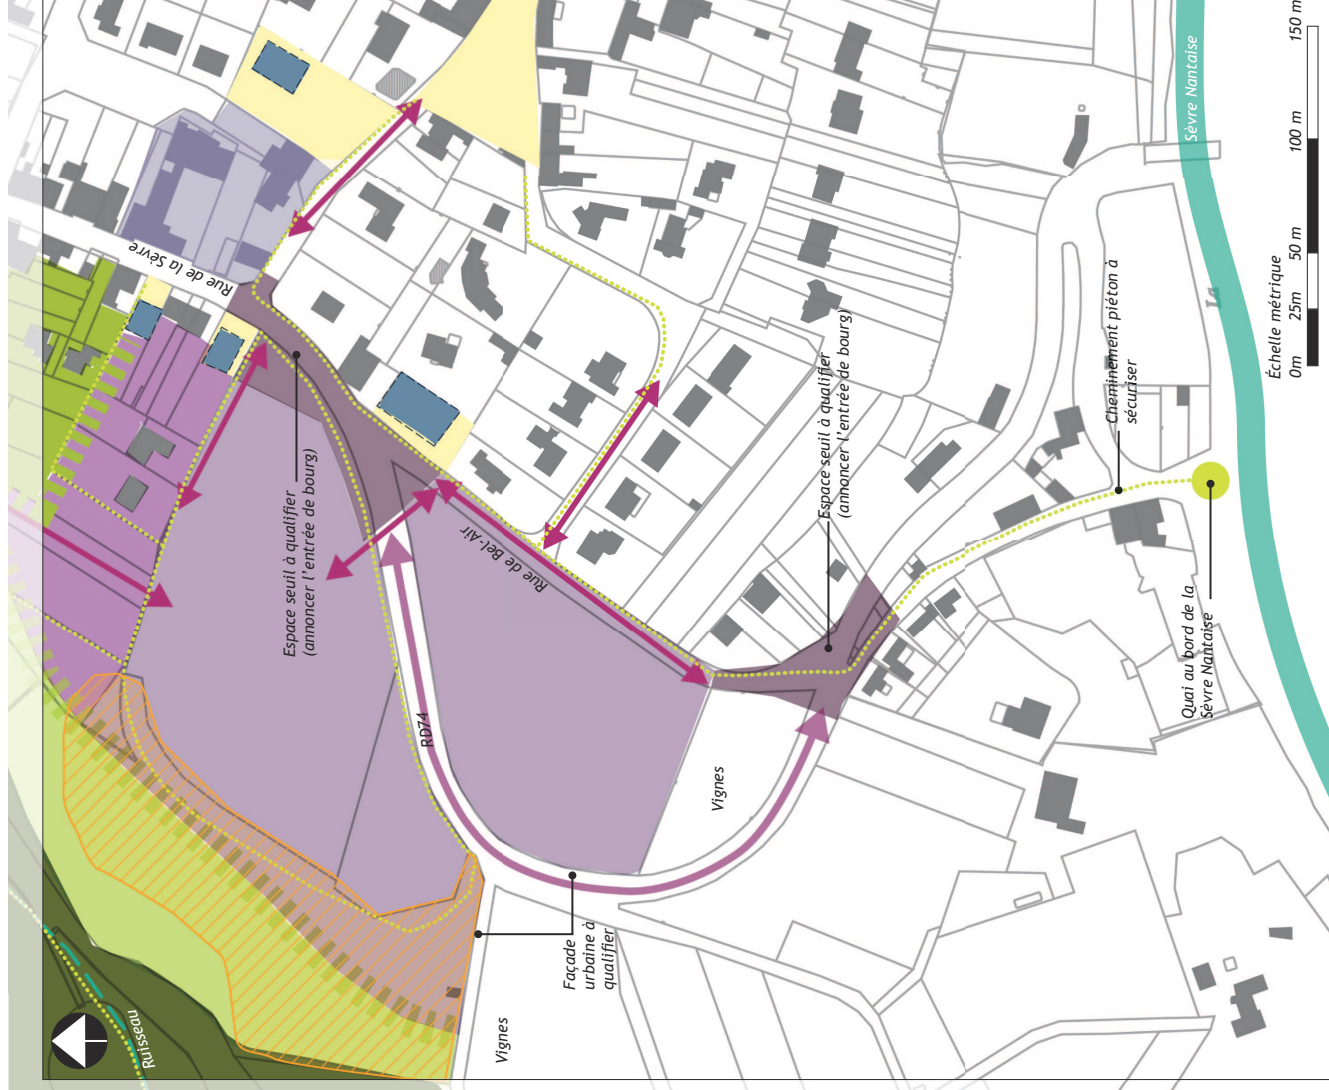 Rue de la Sèvre
Espace seuil à qualifier
(annoncer l'entrée de bourg)
Rue de Bel-Air
RD74
Façade
urbaine à
qualifier
Vignes
Vignes
Ruisseau
Espace seuil à qualifier
(annoncer l'entrée de bourg)
Cheminement piéton à
sécuriser
Quai au bord de la
Sèvre Nantaise
Sèvre Nantaise
La
Échelle métrique
0m
25m
50 m
100 m
150 m